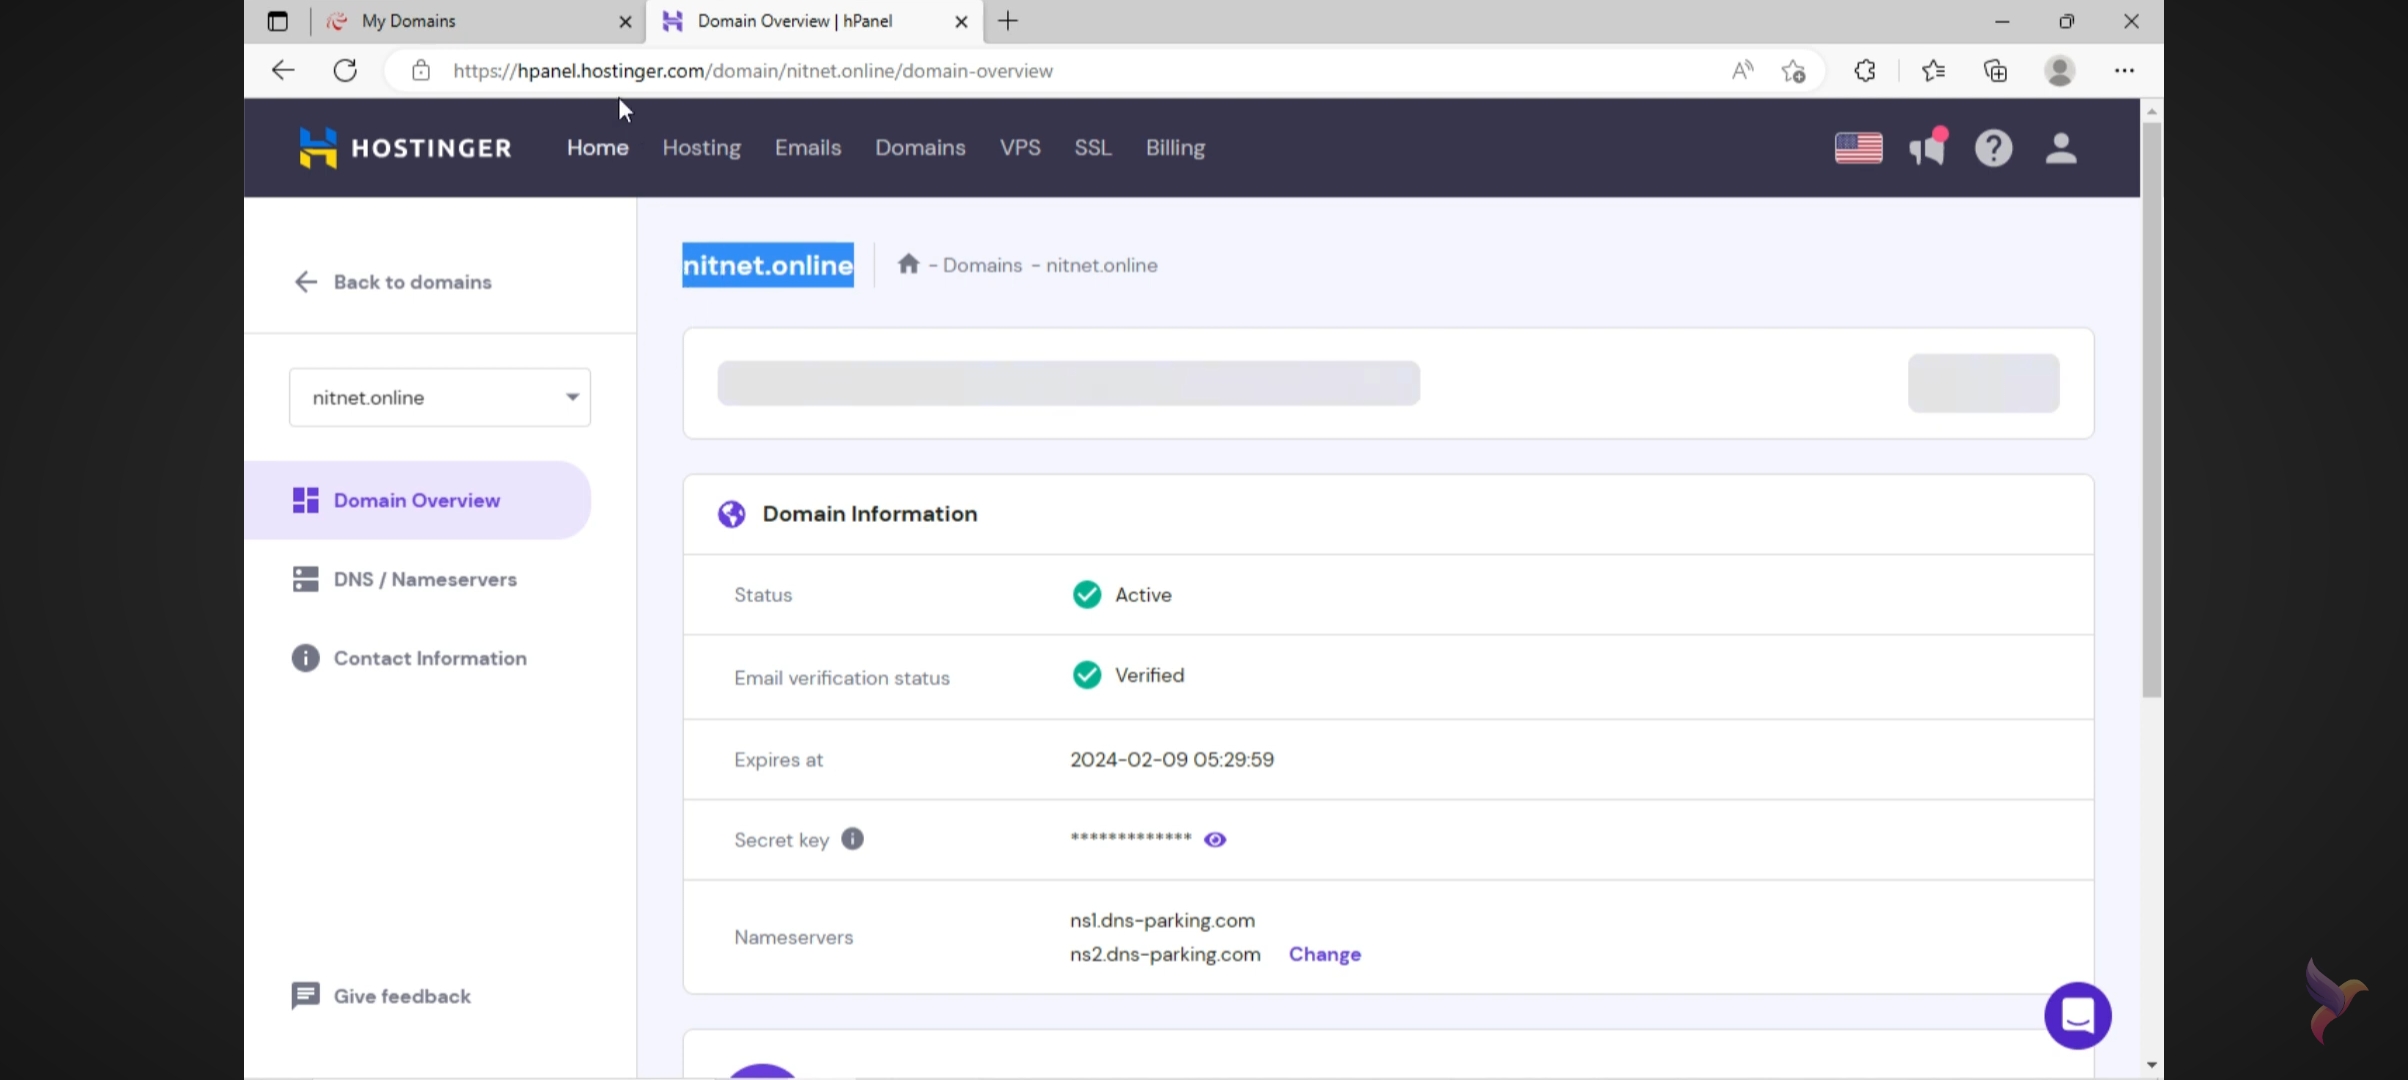 My Domains
Domain Overview | hPanel
https://hpanel.hostinger.com/domain/nitnet.online/domain-overview
HOSTINGER
Home
Hosting
Emails
Domains
VPS
SSL
Billing
nitnet.online
- Domains - nitnet.online
Back to domains
nitnet.online
Domain Overview
DNS / Nameservers
Contact Information
Give feedback
Domain Information
Status
Active
Email verification status
Verified
Expires at
2024-02-09 05:29:59
Secret key
*************
Nameservers
ns1.dns-parking.com
ns2.dns-parking.com
Change